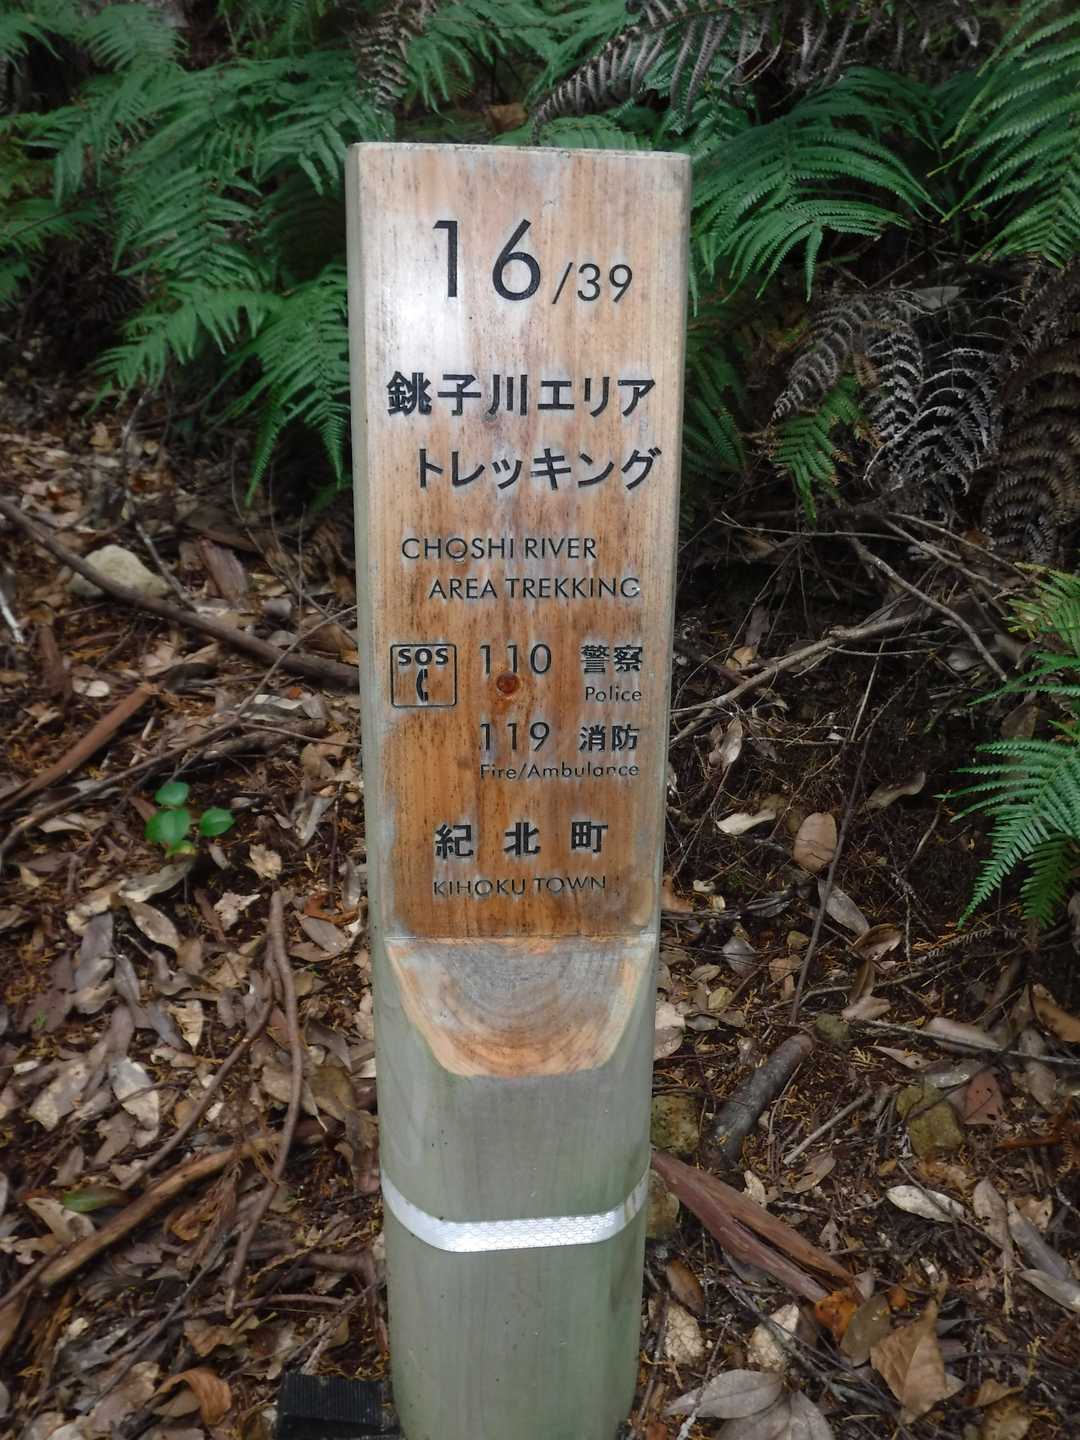 16/39
銚子川エリア
トレッキング
CHOSHI RIVER
AREA TREKKING
SOS 110 警察
Police
119 消防
Fire/Ambulance
紀北町
KIHOKU TOWN